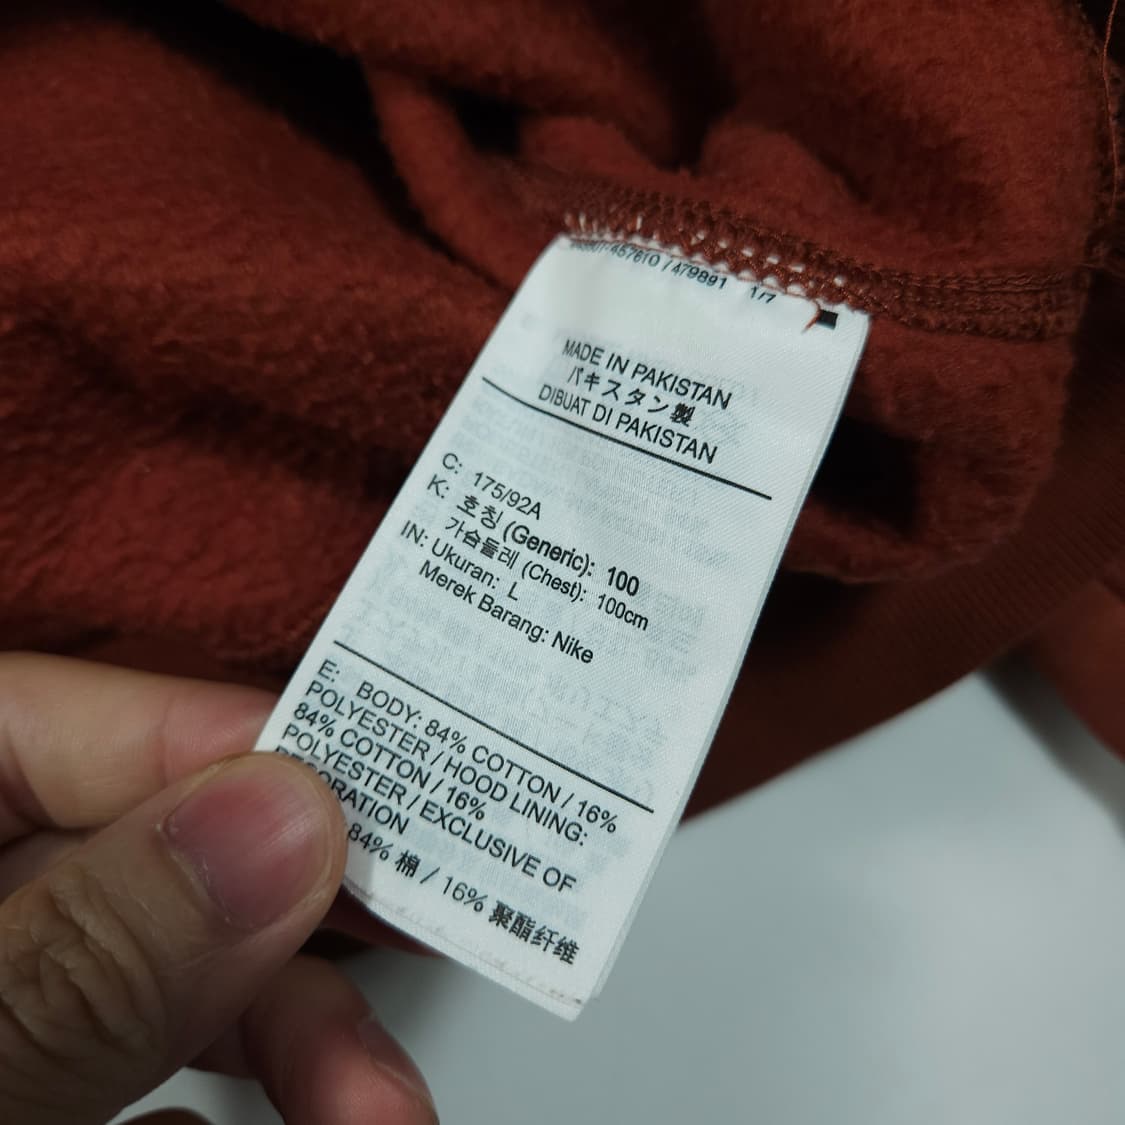 457610 / 479891 1/7
MADE IN PAKISTAN
パキスタン製
DIBUAT DI PAKISTAN
C: 175/92A
K: 호칭 (Generic): 100
가슴둘레 (Chest): 100cm
IN: Ukuran: L
Merek Barang: Nike
E: BODY: 84% COTTON / 16%
POLYESTER / HOOD LINING:
84% COTTON / 16%
POLYESTER / EXCLUSIVE OF
84% 棉 / 16% 聚酯纤维